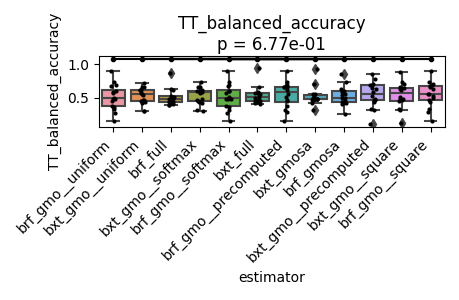 TT_balanced_accuracy
p = 6.77e-01
TT_balanced_accuracy
1.0
0.5
brf_gmo__uniform
bxt_gmo__uniform
brf_full
bxt_gmo__softmax
brf_gmo__softmax
bxt_full
brf_gmo__precomputed
bxt_gmosa
brf_gmosa
bxt_gmo__precomputed
bxt_gmo__square
brf_gmo__square
estimator